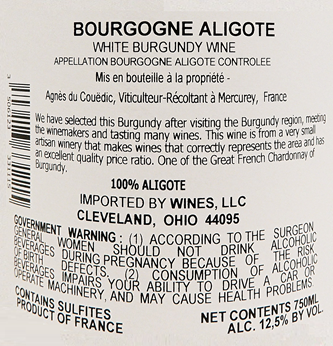 BOURGOGNE ALIGOTE
WHITE BURGUNDY WINE
APPELLATION BOURGOGNE ALIGOTE CONTROLEE
Mis en bouteille à la propriété -
Agnès du Couëdic, Viticulteur-Récoltant à Mercurey, France
We have selected this Burgundy after visiting the Burgundy region, meeting
the winemakers and tasting many wines. This wine is from a very small
artisan winery that makes wines that correctly represents the area and has
an excellent quality price ratio. One of the Great French Chardonnay of
Burgundy.
100% ALIGOTE
IMPORTED BY WINES, LLC
CLEVELAND, OHIO 44095
GOVERNMENT WARNING: (1) ACCORDING TO THE SURGEON
GENERAL WOMEN SHOULD NOT DRINK ALCOHOLIC
BEVERAGES DURING PREGNANCY BECAUSE OF THE RISK
OF BIRTH DEFECTS. (2) CONSUMPTION OF ALCOHOLIC
BEVERAGES IMPAIRS YOUR ABILITY TO DRIVE A CAR OR
OPERATE MACHINERY, AND MAY CAUSE HEALTH PROBLEMS
CONTAINS SULFITES
PRODUCT OF FRANCE
NET CONTENTS 750ML
ALC. 12,5% BY VOL.